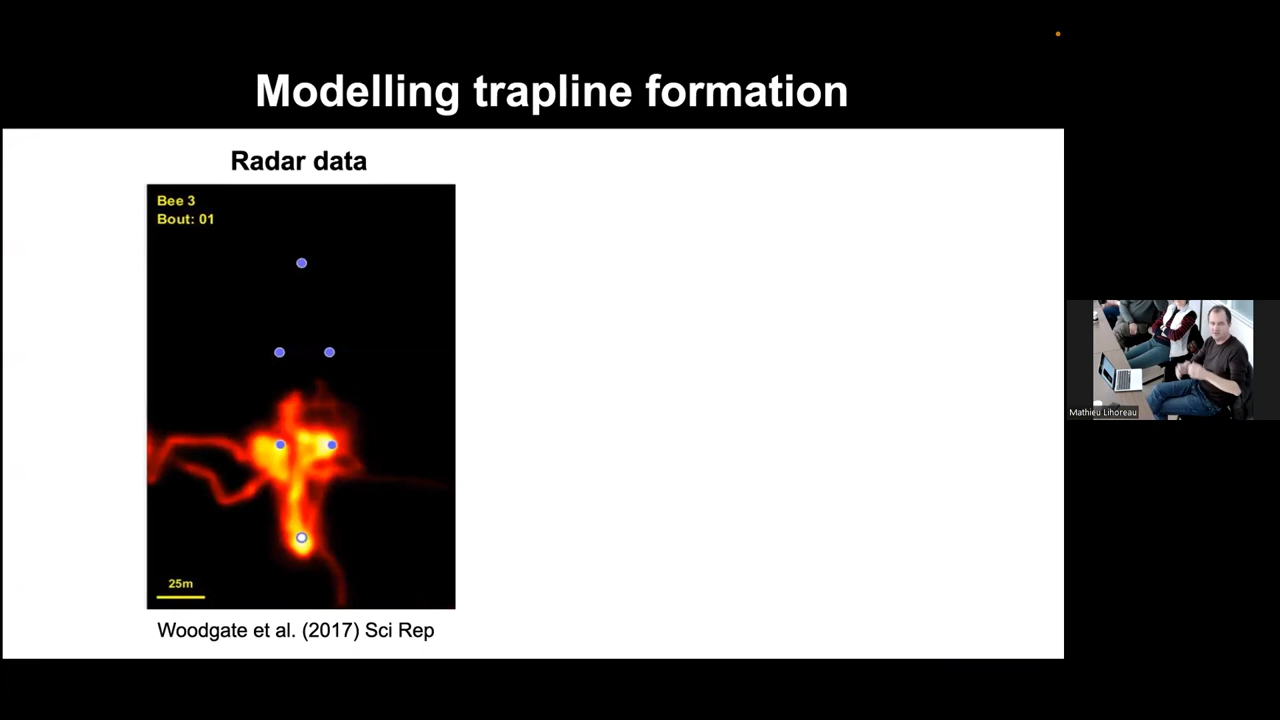 Modelling trapline formation
Radar data
Bee 3
Bout: 01
25m
Woodgate et al. (2017) Sci Rep
Mathieu Lihoreau